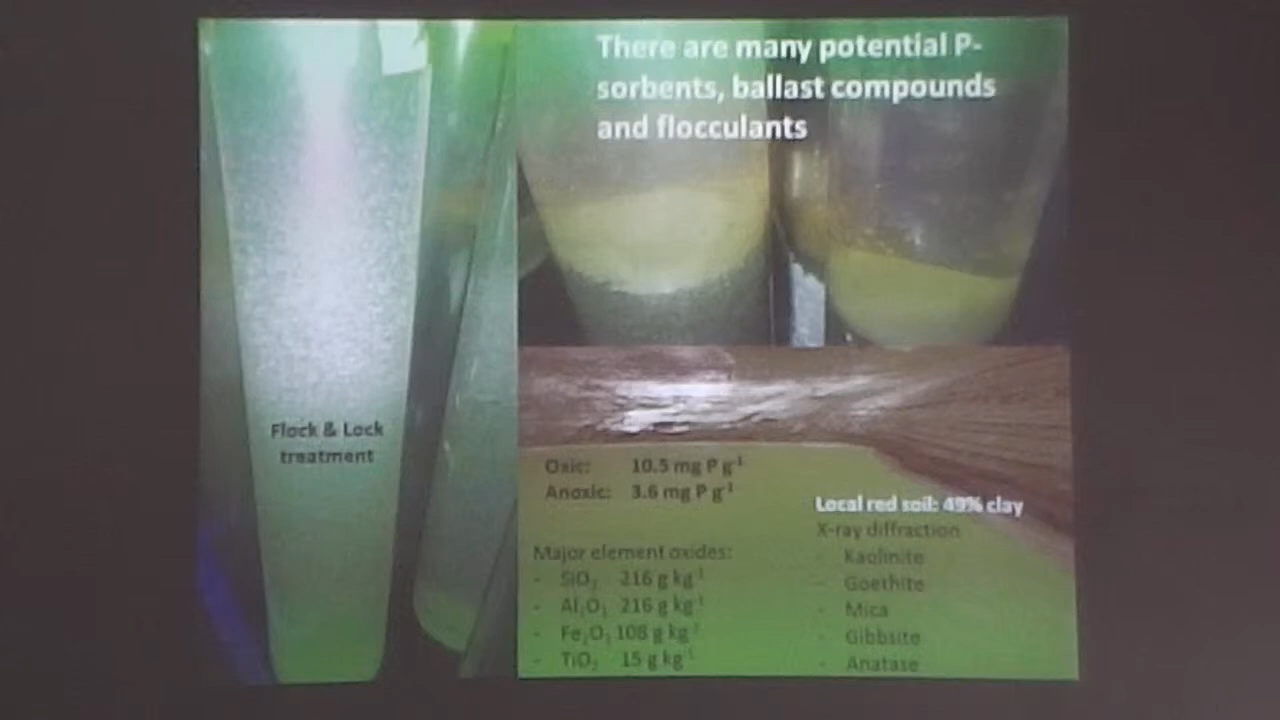 There are many potential P-
sorbents, ballast compounds
and flocculants
Flock & Lock
treatment
Oxic: 10.5 mg P g⁻¹
Anoxic: 3.6 mg P g⁻¹
Major element oxides:
- SiO₂ 216 g kg⁻¹
- Al₂O₃ 216 g kg⁻¹
- Fe₂O₃ 108 g kg⁻¹
- TiO₂ 15 g kg⁻¹
Local red soil: 49% clay
X-ray diffraction
- Kaolinite
- Goethite
- Mica
- Gibbsite
- Anatase